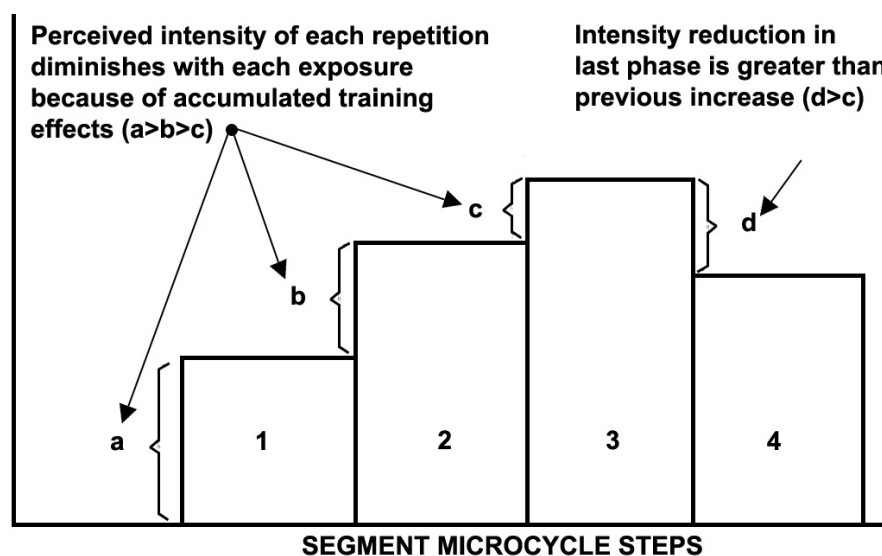 Perceived intensity of each repetition
diminishes with each exposure
because of accumulated training
effects (a>b>c)
Intensity reduction in
last phase is greater than
previous increase (d>c)
c
d
b
a
1
2
3
4
SEGMENT MICROCYCLE STEPS